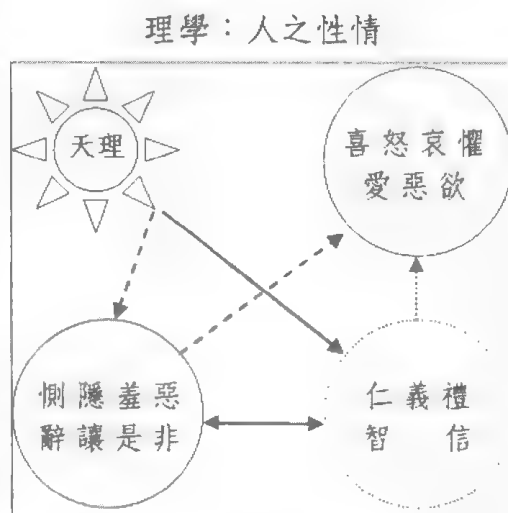 理學：人之性情
天理
喜怒哀懼
愛惡欲
惻隱羞惡
辭讓是非
仁義禮
智 信